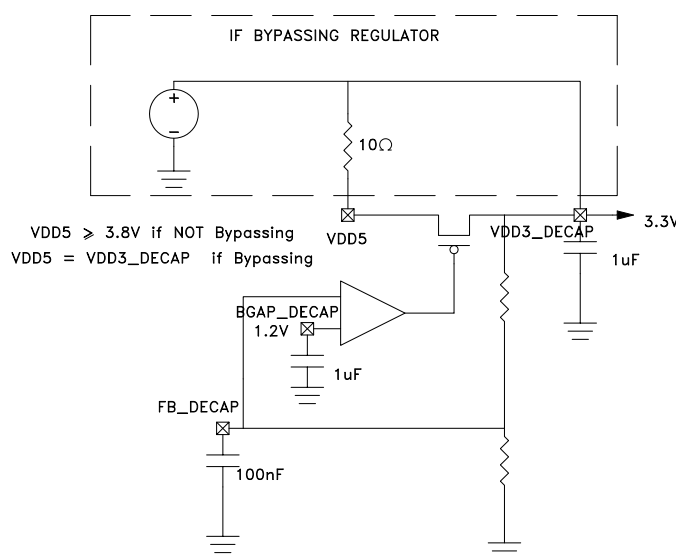 IF BYPASSING REGULATOR
+
−
10Ω
VDD5 ⩾ 3.8V if NOT Bypassing
VDD5 = VDD3_DECAP if Bypassing
VDD5
VDD3_DECAP
3.3V
1uF
BGAP_DECAP
1.2V
1uF
FB_DECAP
100nF